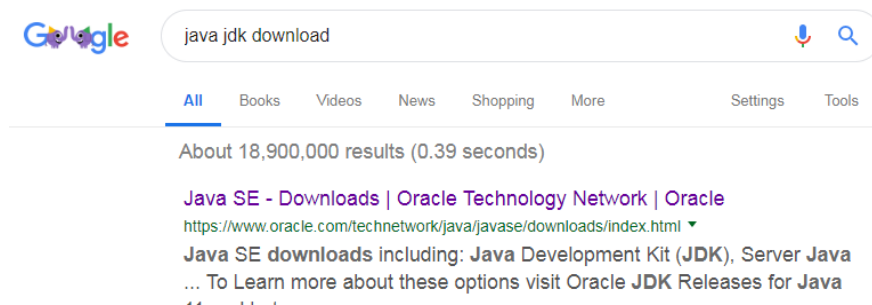 Google
java jdk download
All Books Videos News Shopping More Settings Tools
About 18,900,000 results (0.39 seconds)
Java SE - Downloads | Oracle Technology Network | Oracle
https://www.oracle.com/technetwork/java/javase/downloads/index.html
Java SE downloads including: Java Development Kit (JDK), Server Java
... To Learn more about these options visit Oracle JDK Releases for Java